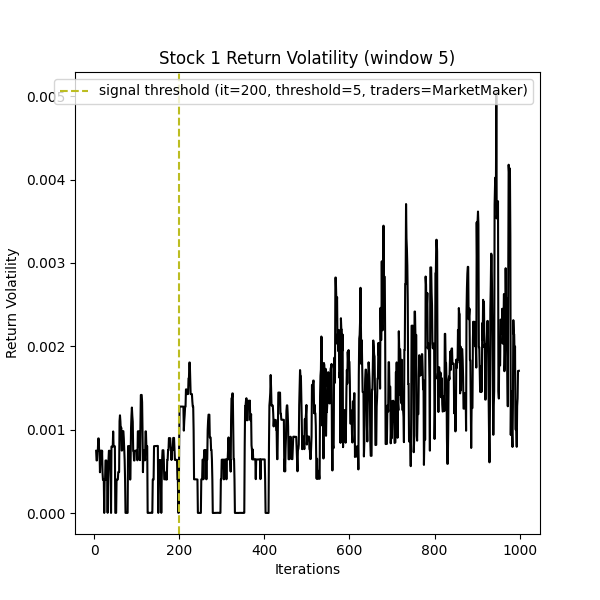 Stock 1 Return Volatility (window 5)
signal threshold (it=200, threshold=5, traders=MarketMaker)
0.005
0.004
0.003
0.002
0.001
0.000
Return Volatility
0 200 400 600 800 1000
Iterations